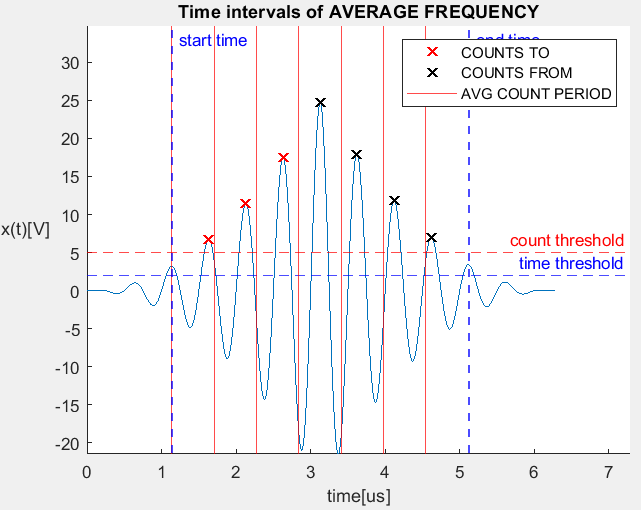 Time intervals of AVERAGE FREQUENCY
start time
end time
COUNTS TO
COUNTS FROM
AVG COUNT PERIOD
x(t)[V]
count threshold
time threshold
30
25
20
15
10
5
0
-5
-10
-15
-20
0 1 2 3 4 5 6 7
time[us]